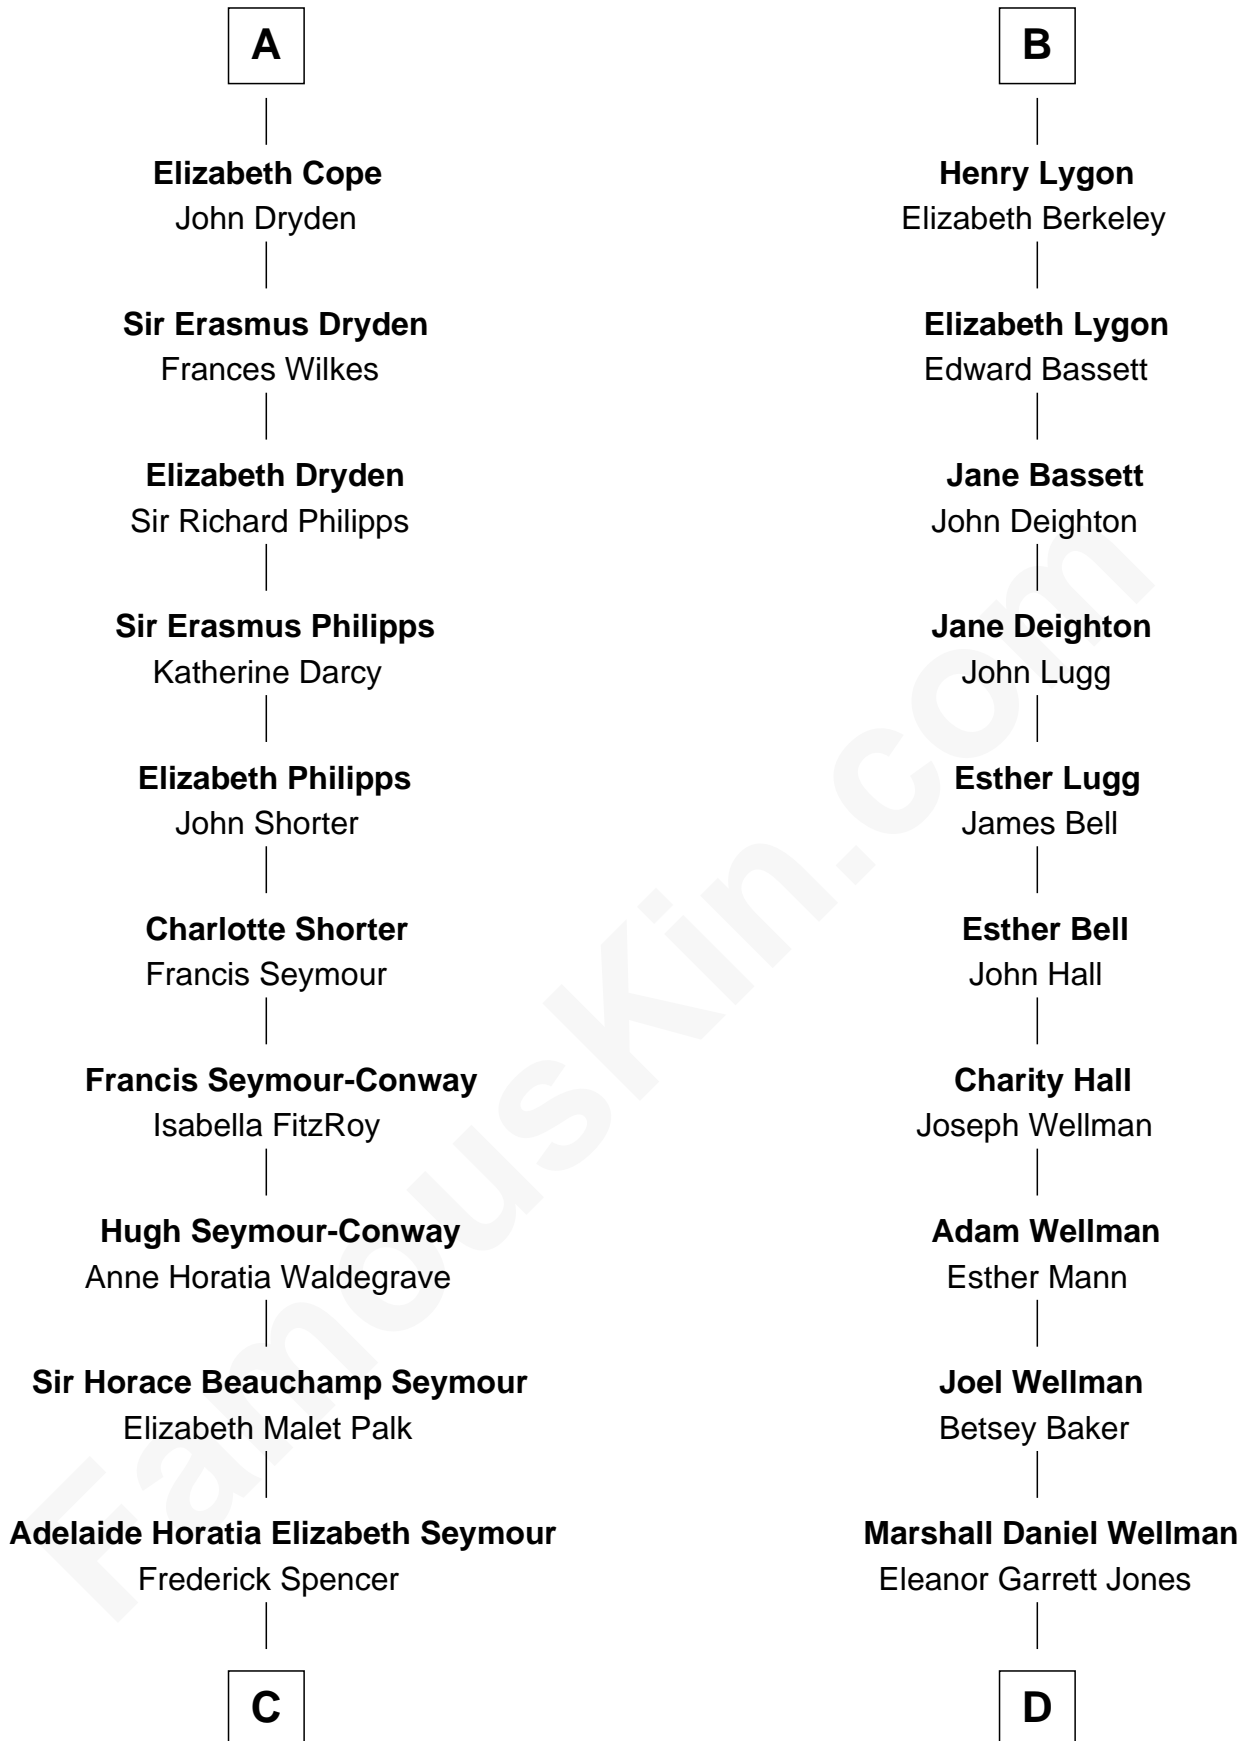 A
Elizabeth Cope
John Dryden
Sir Erasmus Dryden
Frances Wilkes
Elizabeth Dryden
Sir Richard Philipps
Sir Erasmus Philipps
Katherine Darcy
Elizabeth Philipps
John Shorter
Charlotte Shorter
Francis Seymour
Francis Seymour-Conway
Isabella FitzRoy
Hugh Seymour-Conway
Anne Horatia Waldegrave
Sir Horace Beauchamp Seymour
Elizabeth Malet Palk
Adelaide Horatia Elizabeth Seymour
Frederick Spencer
C
B
Henry Lygon
Elizabeth Berkeley
Elizabeth Lygon
Edward Bassett
Jane Bassett
John Deighton
Jane Deighton
John Lugg
Esther Lugg
James Bell
Esther Bell
John Hall
Charity Hall
Joseph Wellman
Adam Wellman
Esther Mann
Joel Wellman
Betsey Baker
Marshall Daniel Wellman
Eleanor Garrett Jones
D
FamousKin.com